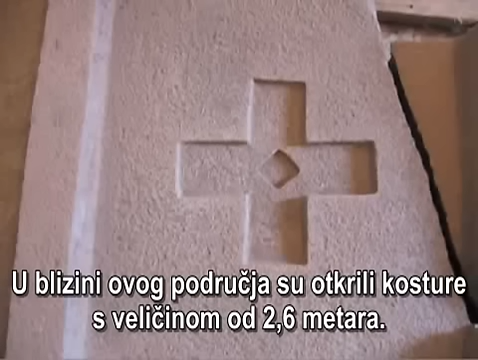 U blizini ovog područja su otkrili kosture
s veličinom od 2,6 metara.